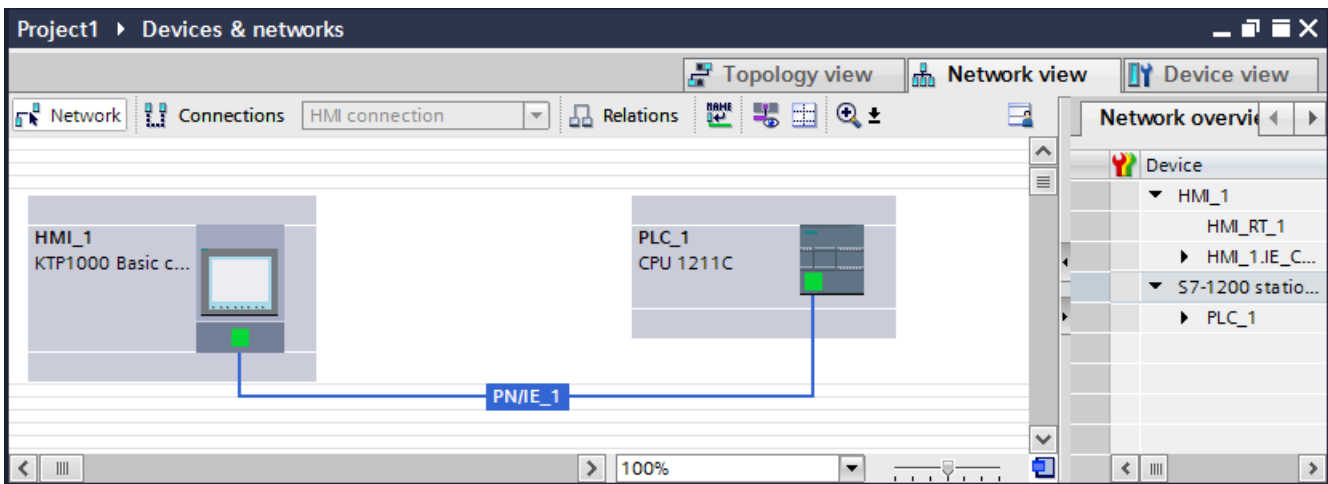 Project1 ▸ Devices & networks
Topology view
Network view
Device view
Network
Connections
HMI connection
Relations
NAME
Network overvie
Device
HMI_1
HMI_RT_1
HMI_1.IE_C...
S7-1200 statio...
PLC_1
HMI_1
KTP1000 Basic c...
PLC_1
CPU 1211C
PN/IE_1
100%